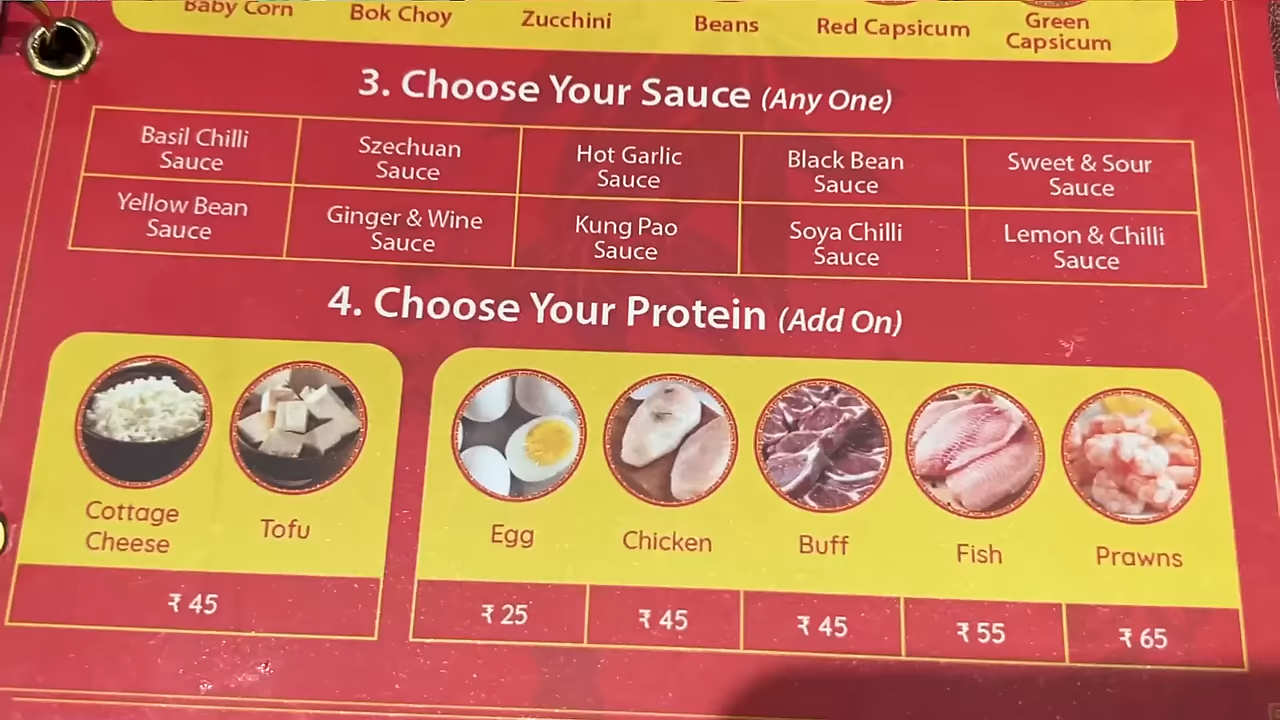 Baby Corn
Bok Choy
Zucchini
Beans
Red Capsicum
Green
Capsicum
3. Choose Your Sauce (Any One)
Basil Chilli
Sauce
Szechuan
Sauce
Hot Garlic
Sauce
Black Bean
Sauce
Sweet & Sour
Sauce
Yellow Bean
Sauce
Ginger & Wine
Sauce
Kung Pao
Sauce
Soya Chilli
Sauce
Lemon & Chilli
Sauce
4. Choose Your Protein (Add On)
Cottage
Cheese
Tofu
Egg
Chicken
Buff
Fish
Prawns
₹ 45
₹ 25
₹ 45
₹ 45
₹ 55
₹ 65